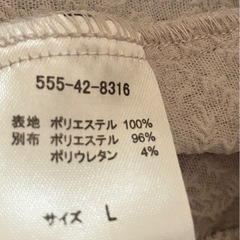 555-42-8316
表地 ポリエステル 100%
別布 ポリエステル 96%
ポリウレタン 4%
サイズ L